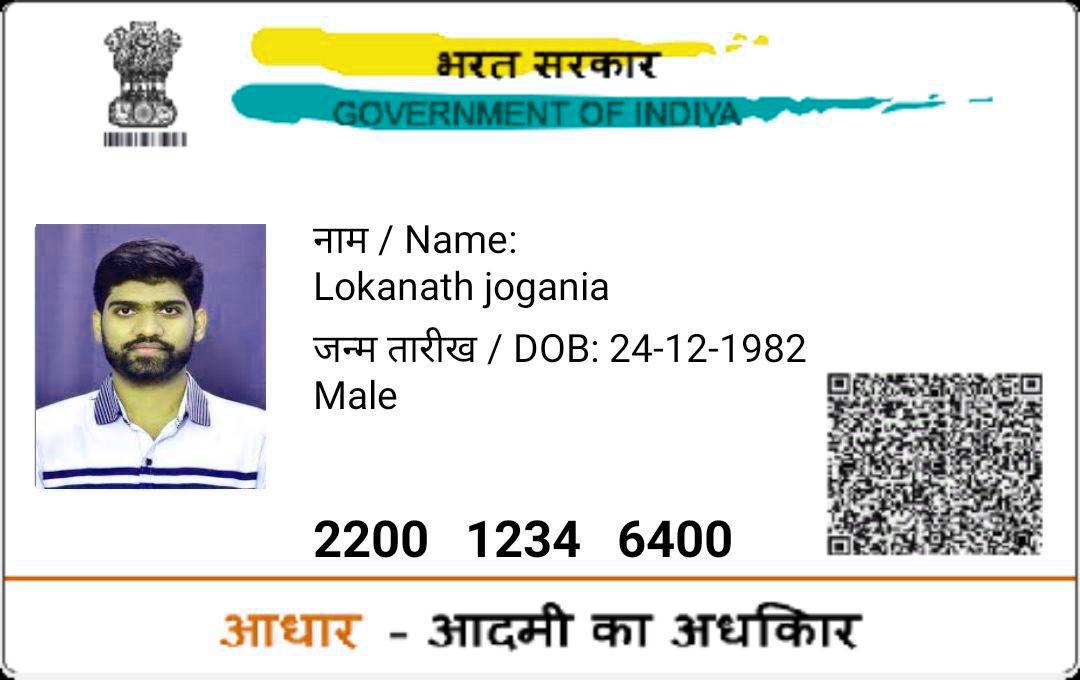 भरत सरकार
GOVERNMENT OF INDIYA
नाम / Name:
Lokanath jogania
जन्म तारीख / DOB: 24-12-1982
Male
2200 1234 6400
आधार - आदमी का अधकिार